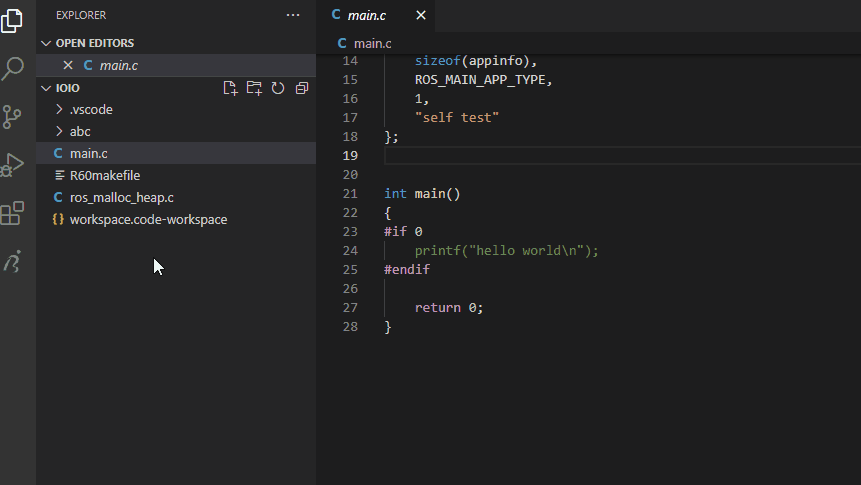 EXPLORER
OPEN EDITORS
C main.c
IOIO
.vscode
abc
C main.c
R60makefile
C ros_malloc_heap.c
{} workspace.code-workspace
C main.c
C main.c
14 sizeof(appinfo),
15 ROS_MAIN_APP_TYPE,
16 1,
17 "self test"
18 };
19
20
21 int main()
22 {
23 #if 0
24 printf("hello world\n");
25 #endif
26
27 return 0;
28 }